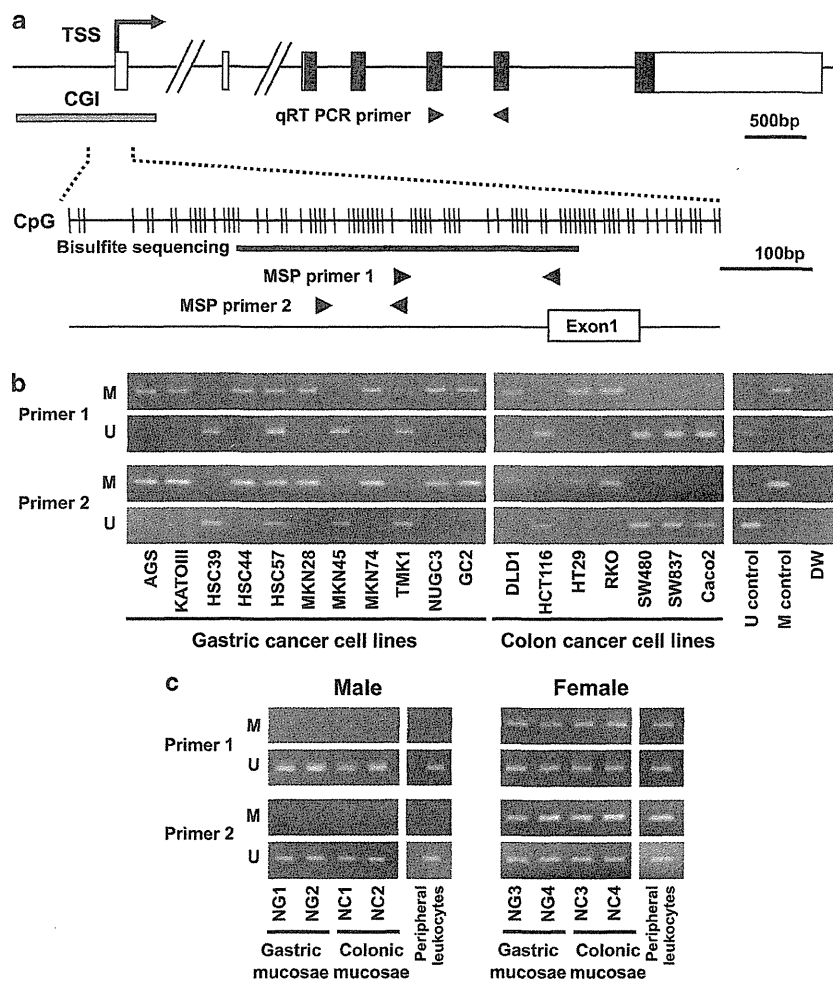 a
TSS
CGI
qRT PCR primer
500bp
CpG
Bisulfite sequencing
100bp
MSP primer 1
MSP primer 2
Exon1
b
Primer 1
M
U
Primer 2
M
U
AGS
KATOIII
HSC39
HSC44
HSC57
MKN28
MKN45
MKN74
TMK1
NUGC3
GC2
DLD1
HCT116
HT29
RKO
SW480
SW837
Caco2
U control
M control
DW
Gastric cancer cell lines
Colon cancer cell lines
c
Male
Female
Primer 1
M
U
Primer 2
M
U
NG1
NG2
NC1
NC2
Peripheral
leukocytes
NG3
NG4
NC3
NC4
Peripheral
leukocytes
Gastric
mucosae
Colonic
mucosae
Gastric
mucosae
Colonic
mucosae